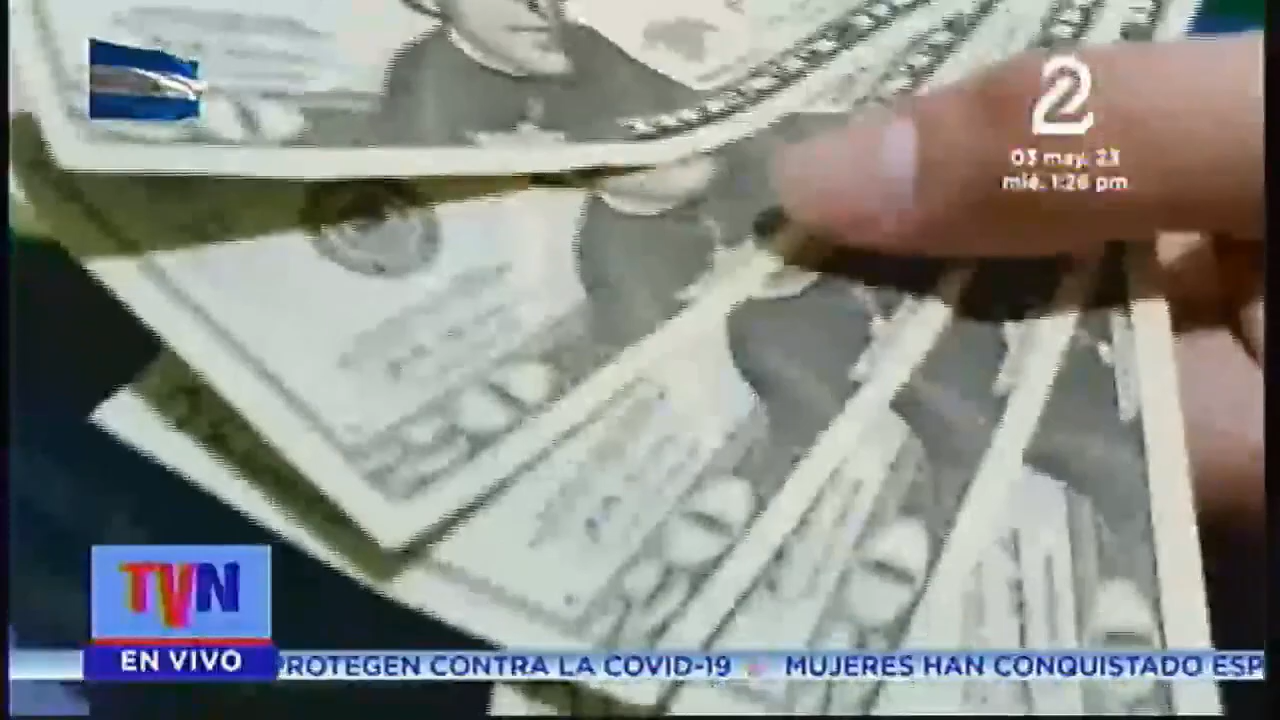 2
03 may. 23
mié. 1:26 pm
TVN
EN VIVO
PROTEGEN CONTRA LA COVID-19 MUJERES HAN CONQUISTADO ESP